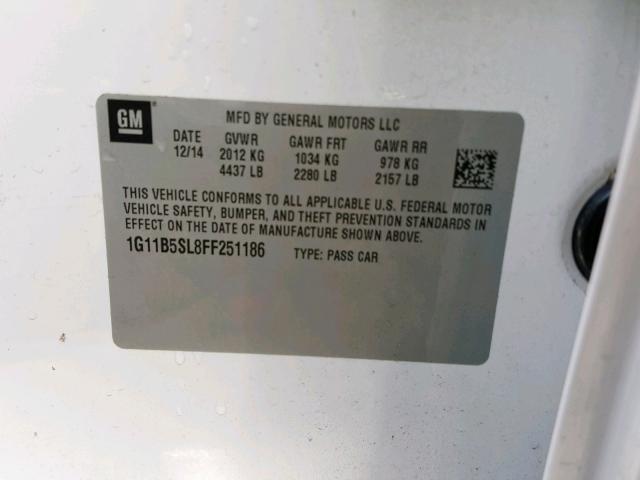 GM
MFD BY GENERAL MOTORS LLC
DATE GVWR GAWR FRT GAWR RR
12/14 2012 KG 1034 KG 978 KG
4437 LB 2280 LB 2157 LB
THIS VEHICLE CONFORMS TO ALL APPLICABLE U.S. FEDERAL MOTOR
VEHICLE SAFETY, BUMPER, AND THEFT PREVENTION STANDARDS IN
EFFECT ON THE DATE OF MANUFACTURE SHOWN ABOVE.
1G11B5SL8FF251186 TYPE: PASS CAR